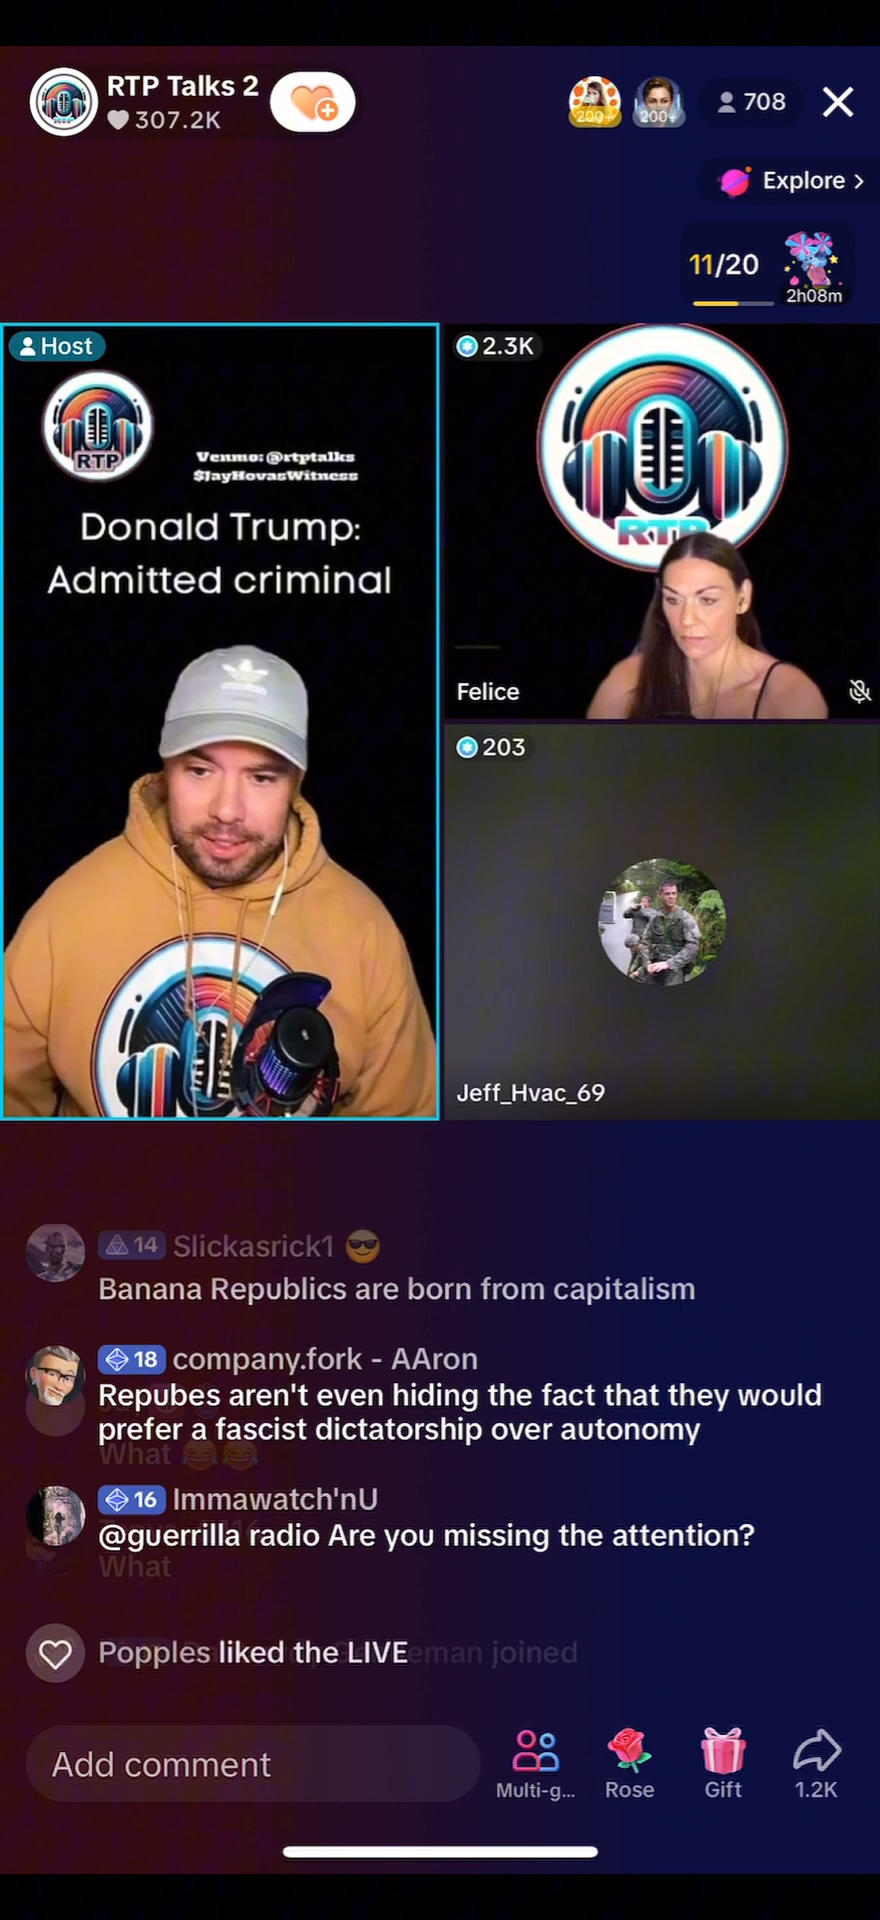 RTP Talks 2
307.2K
200+
200+
708
Explore >
11/20
2h08m
Host
RTP
Venmo: @rtptalks
$JayHovasWitness
Donald Trump:
Admitted criminal
2.3K
RTP
Felice
203
Jeff_Hvac_69
14 Slickasrick1 😎
Banana Republics are born from capitalism
18 company.fork - AAron
Repubes aren't even hiding the fact that they would
prefer a fascist dictatorship over autonomy
What 😂😂
16 Immawatch'nU
@guerrilla radio Are you missing the attention?
What
Popples liked the LIVE
joined
Add comment
Multi-g...
Rose
Gift
1.2K